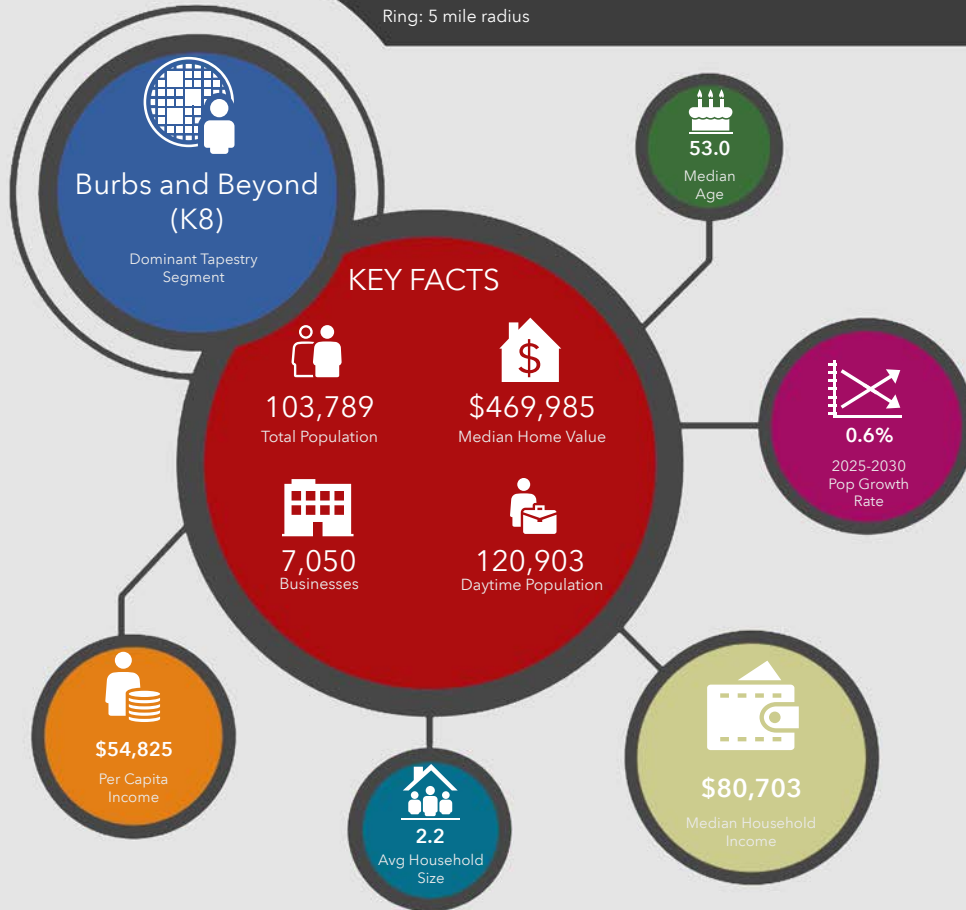 Ring: 5 mile radius
Burbs and Beyond
(K8)
Dominant Tapestry
Segment
53.0
Median
Age
KEY FACTS
103,789
Total Population
$469,985
Median Home Value
7,050
Businesses
120,903
Daytime Population
0.6%
2025-2030
Pop Growth
Rate
$54,825
Per Capita
Income
2.2
Avg Household
Size
$80,703
Median Household
Income